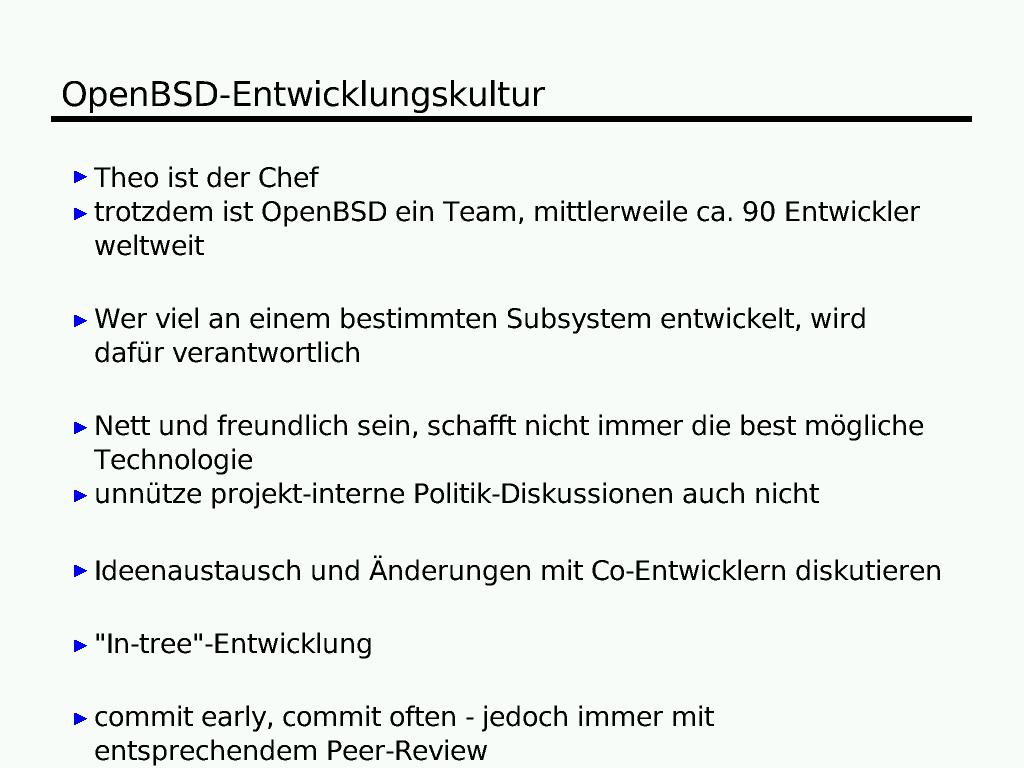 OpenBSD-Entwicklungskultur
Theo ist der Chef
trotzdem ist OpenBSD ein Team, mittlerweile ca. 90 Entwickler
weltweit
Wer viel an einem bestimmten Subsystem entwickelt, wird
dafür verantwortlich
Nett und freundlich sein, schafft nicht immer die best mögliche
Technologie
unnütze projekt-interne Politik-Diskussionen auch nicht
Ideenaustausch und Änderungen mit Co-Entwicklern diskutieren
"In-tree"-Entwicklung
commit early, commit often - jedoch immer mit
entsprechendem Peer-Review